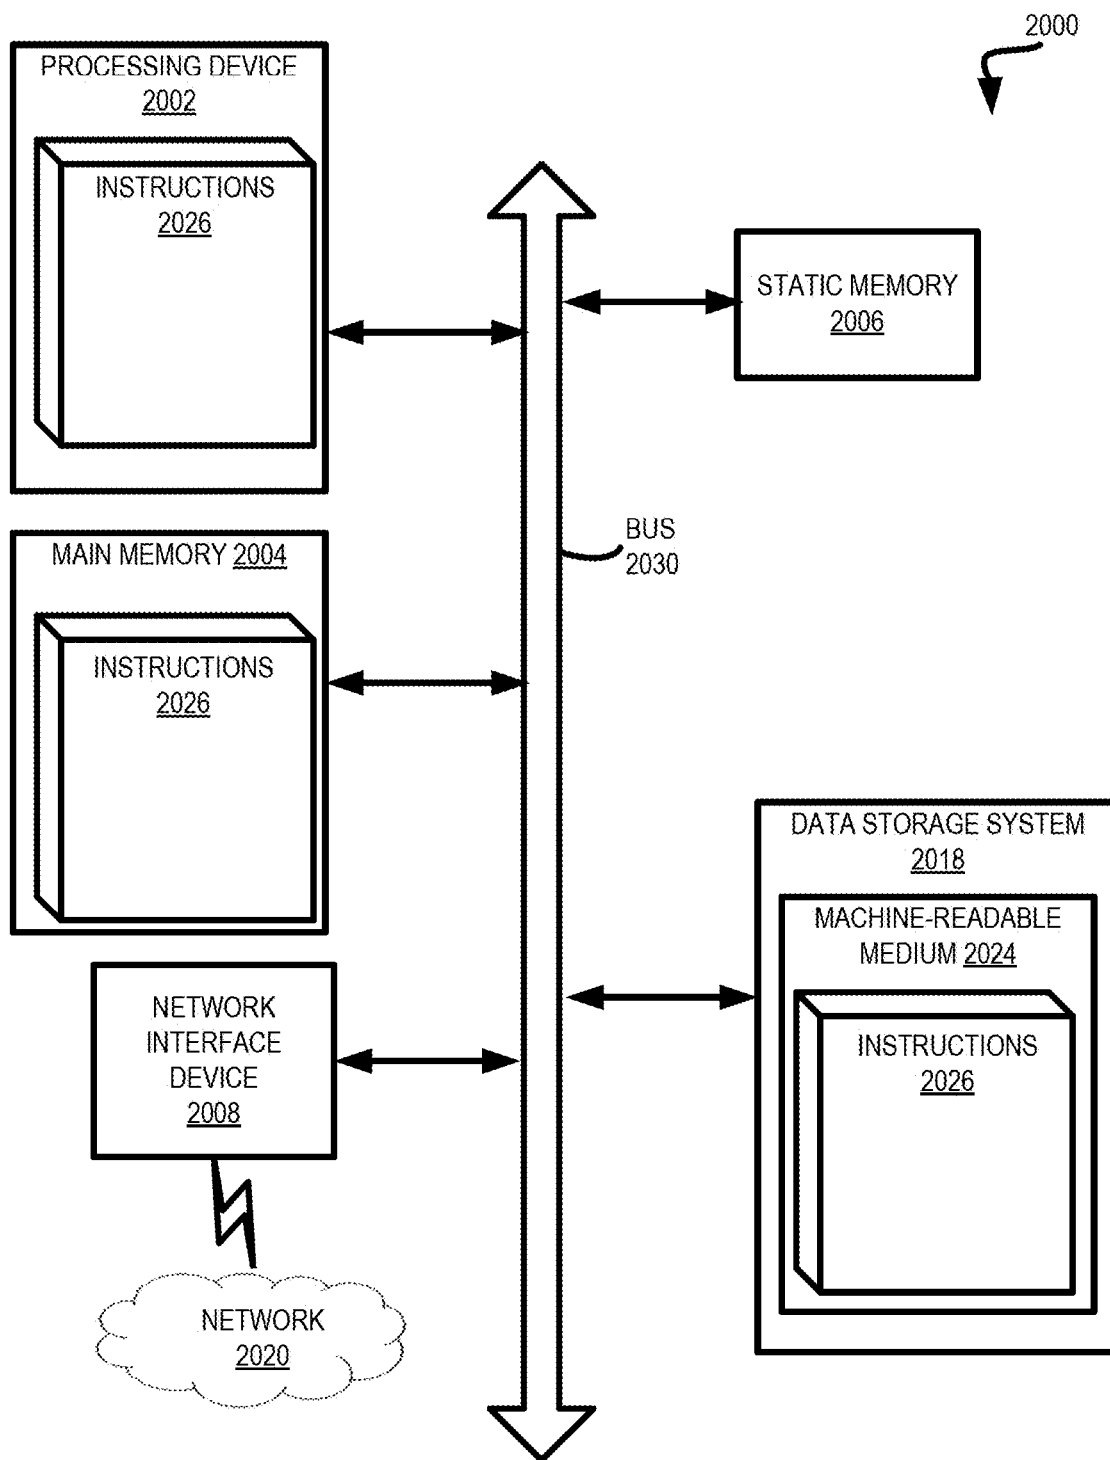 2000
PROCESSING DEVICE
2002
INSTRUCTIONS
2026
STATIC MEMORY
2006
BUS
2030
MAIN MEMORY 2004
INSTRUCTIONS
2026
DATA STORAGE SYSTEM
2018
MACHINE-READABLE
MEDIUM 2024
INSTRUCTIONS
2026
NETWORK
INTERFACE
DEVICE
2008
NETWORK
2020